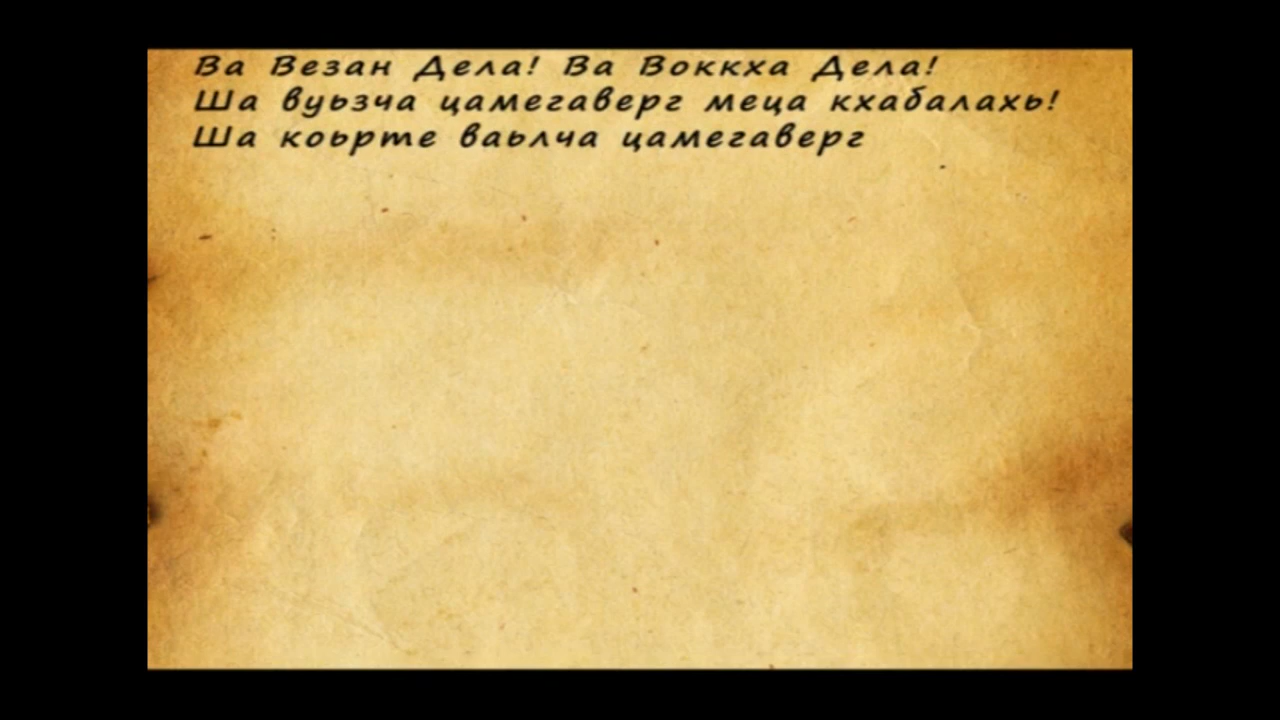 Ва Везан Дела! Ва Воккха Дела!
Ша вуьзча цамегаверг меца кхабалахь!
Ша коьрте ваьлча цамегаверг